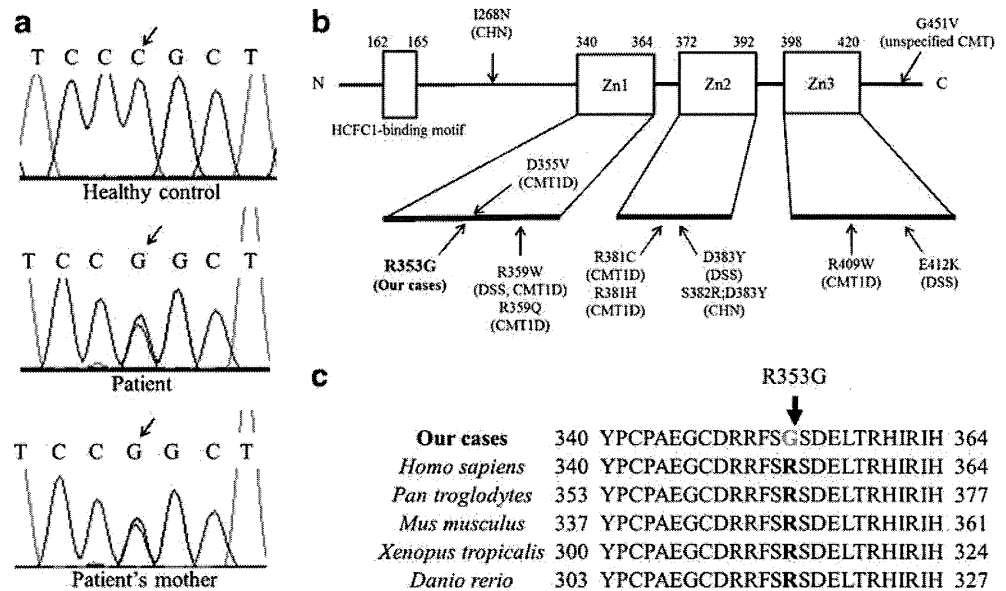 a
T C C C G C T
Healthy control
T C C G G C T
Patient
T C C G G C T
Patient's mother
b
I268N
(CHN)
G451V
(unspecified CMT)
162 165 340 364 372 392 398 420
N Zn1 Zn2 Zn3 C
HCFC1-binding motif
D355V
(CMT1D)
R353G
(Our cases)
R359W
(DSS, CMT1D)
R359Q
(CMT1D)
R381C
(CMT1D)
R381H
(CMT1D)
D383Y
(DSS)
S382R;D383Y
(CHN)
R409W
(CMT1D)
E412K
(DSS)
c
R353G
Our cases 340 YPCPAEGCDRRFSGSDELTRHIRIH 364
Homo sapiens 340 YPCPAEGCDRRFSRSDELTRHIRIH 364
Pan troglodytes 353 YPCPAEGCDRRFSRSDELTRHIRIH 377
Mus musculus 337 YPCPAEGCDRRFSRSDELTRHIRIH 361
Xenopus tropicalis 300 YPCPAEGCDRRFSRSDELTRHIRIH 324
Danio rerio 303 YPCPAEGCDRRFSRSDELTRHIRIH 327